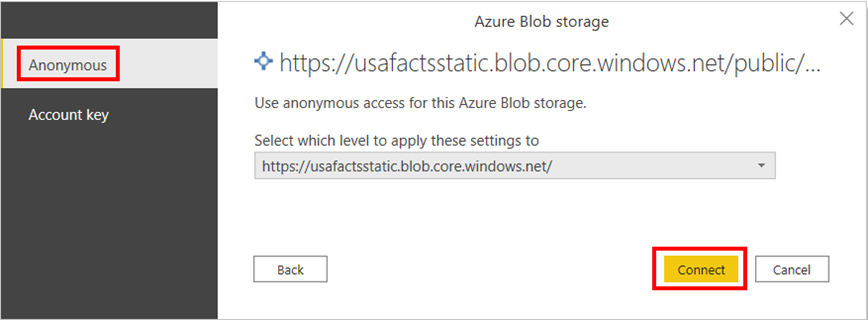 Azure Blob storage
Anonymous
Account key
https://usafactsstatic.blob.core.windows.net/public/...
Use anonymous access for this Azure Blob storage.
Select which level to apply these settings to
https://usafactsstatic.blob.core.windows.net/
Back
Connect
Cancel